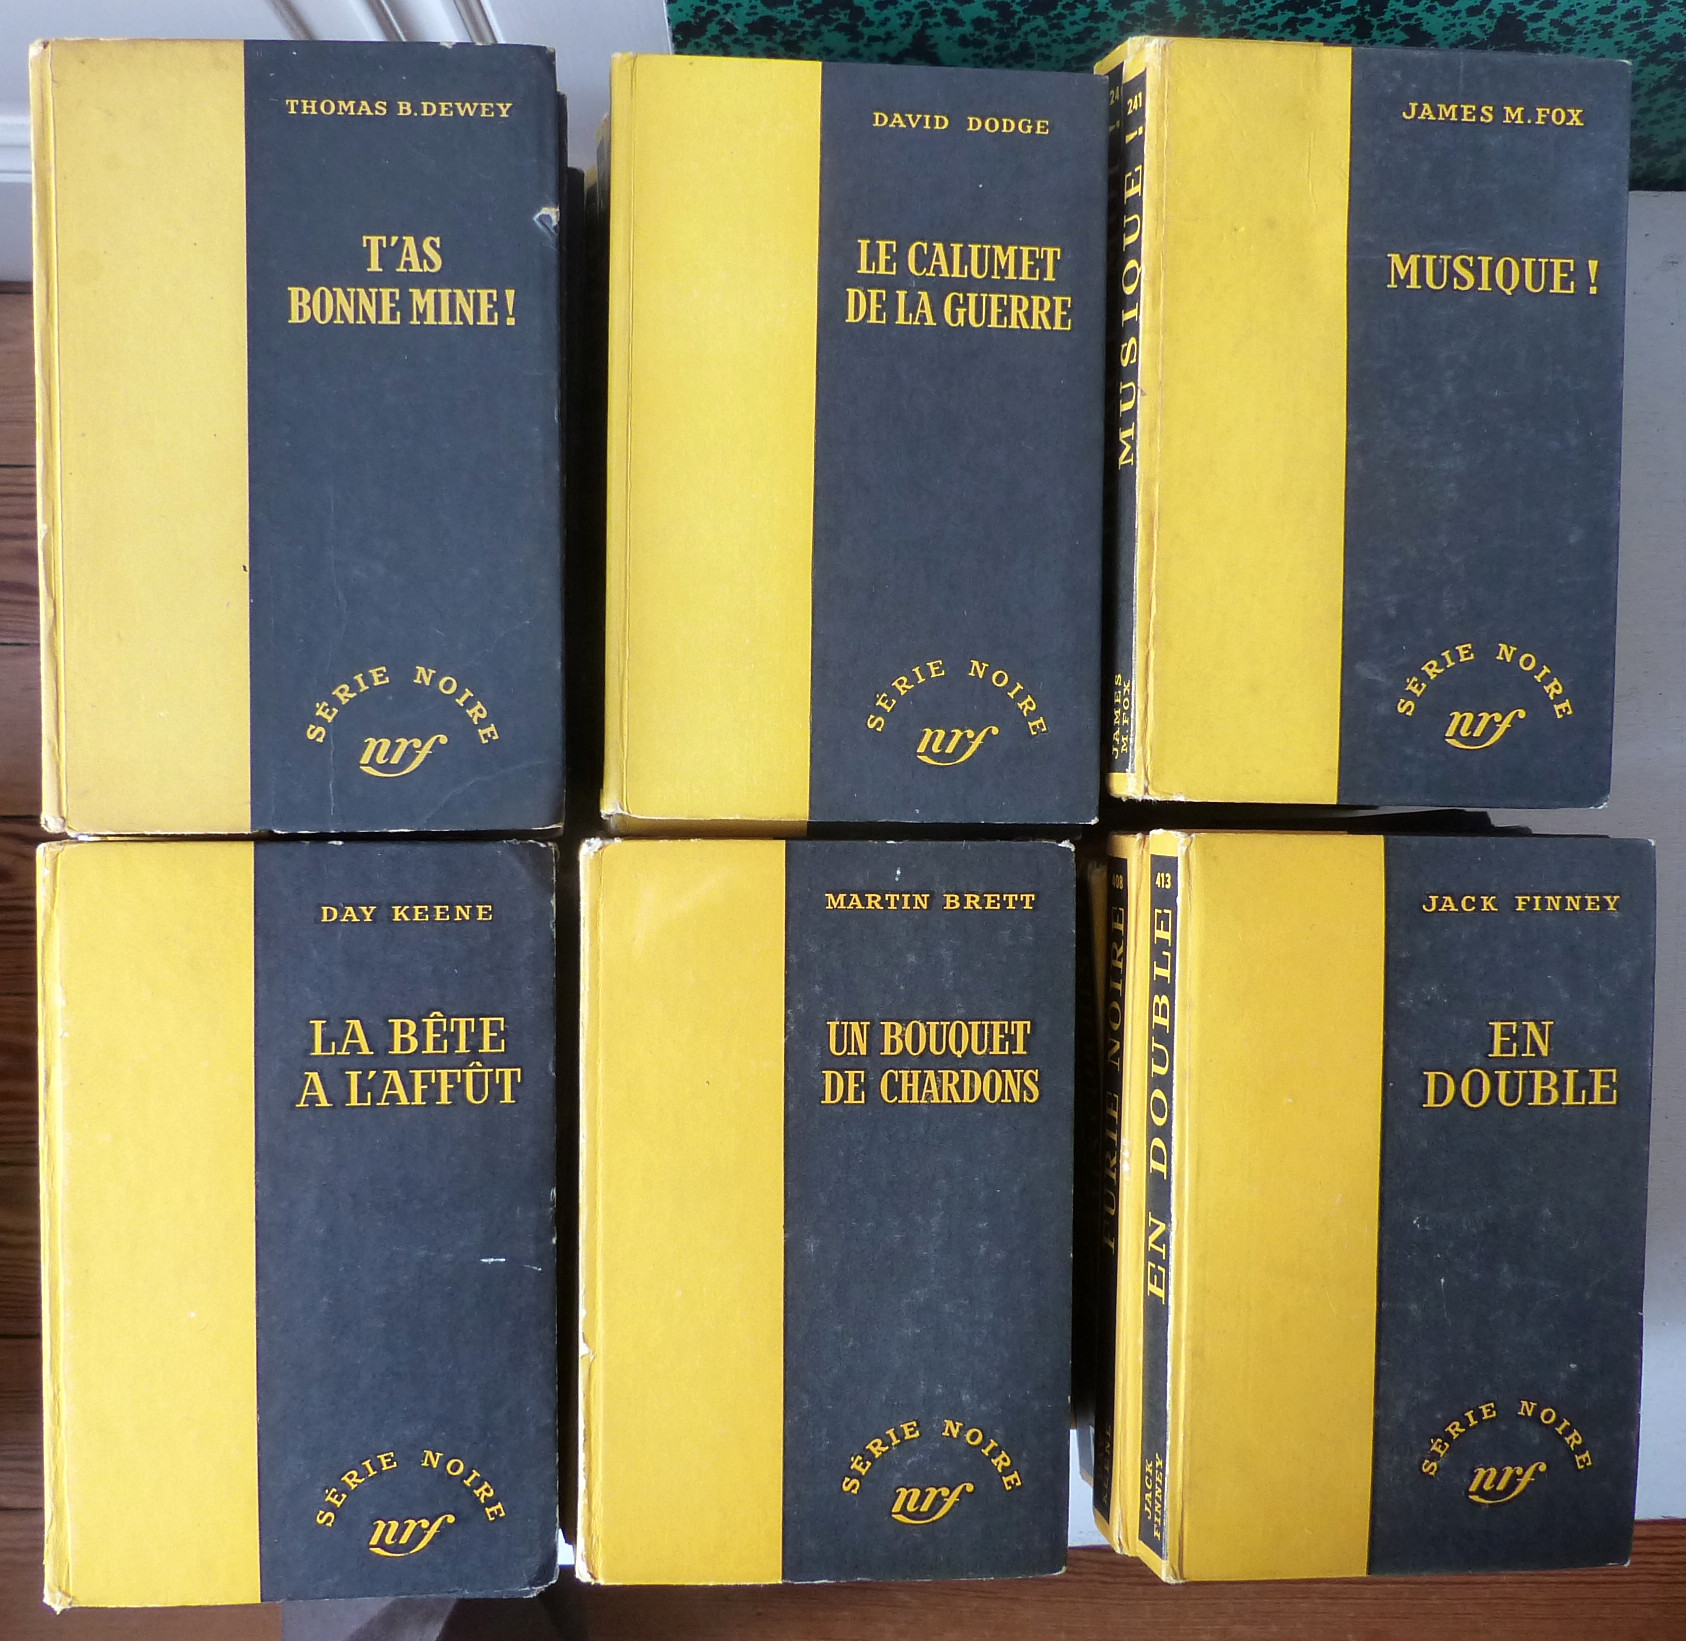 THOMAS B. DEWEY
T'AS
BONNE MINE !
SÉRIE NOIRE
nrf
DAVID DODGE
LE CALUMET
DE LA GUERRE
SÉRIE NOIRE
nrf
241
MUSIQUE !
JAMES
M. FOX
JAMES M. FOX
MUSIQUE !
SÉRIE NOIRE
nrf
DAY KEENE
LA BÊTE
A L'AFFÛT
SÉRIE NOIRE
nrf
MARTIN BRETT
UN BOUQUET
DE CHARDONS
SÉRIE NOIRE
nrf
408
FURIE NOIRE
413
EN DOUBLE
JACK
FINNEY
JACK FINNEY
EN
DOUBLE
SÉRIE NOIRE
nrf